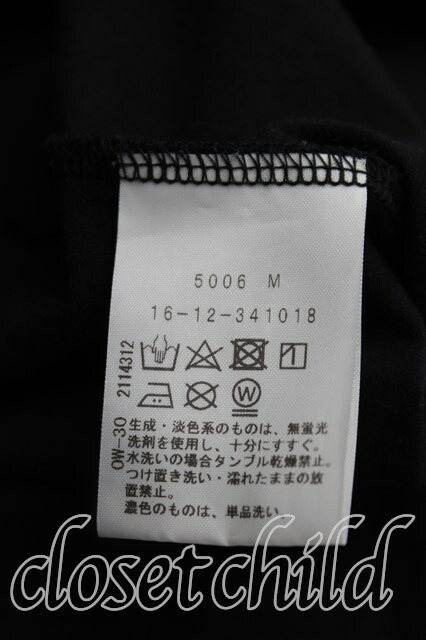 5006 M
16-12-341018
2114312
OW-30
W
生成・淡色系のものは、無蛍光
洗剤を使用し、十分にすすぐ。
水洗いの場合タンブル乾燥禁止。
つけ置き洗い・濡れたままの放
置禁止。
濃色のものは、単品洗い
closetchild